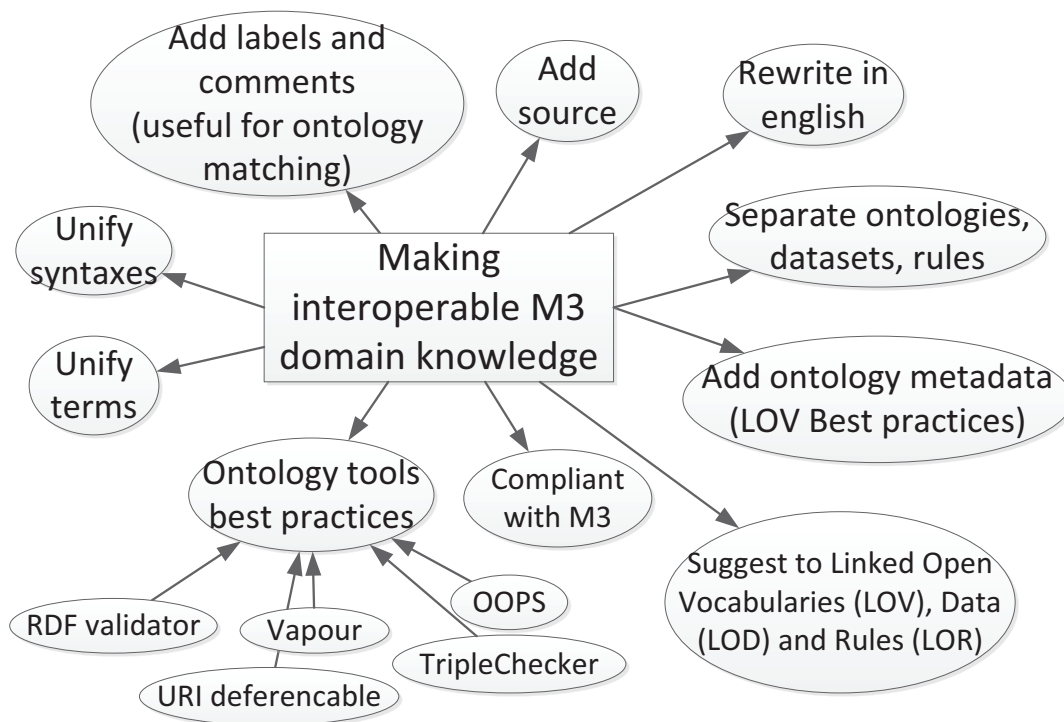 Add labels and
comments
(useful for ontology
matching)
Add
source
Rewrite in
english
Unify
syntaxes
Making
interoperable M3
domain knowledge
Separate ontologies,
datasets, rules
Unify
terms
Add ontology metadata
(LOV Best practices)
Ontology tools
best practices
Compliant
with M3
Suggest to Linked Open
Vocabularies (LOV), Data
(LOD) and Rules (LOR)
RDF validator
Vapour
OOPS
URI deferencable
TripleChecker